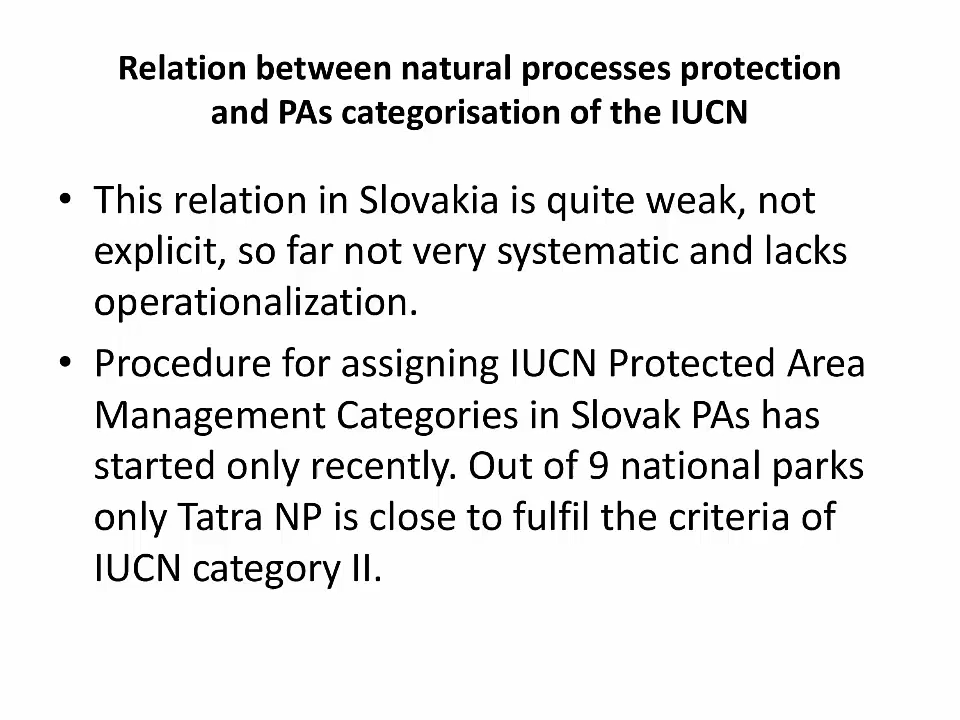 Relation between natural processes protection
and PAs categorisation of the IUCN
• This relation in Slovakia is quite weak, not
explicit, so far not very systematic and lacks
operationalization.
• Procedure for assigning IUCN Protected Area
Management Categories in Slovak PAs has
started only recently. Out of 9 national parks
only Tatra NP is close to fulfil the criteria of
IUCN category II.